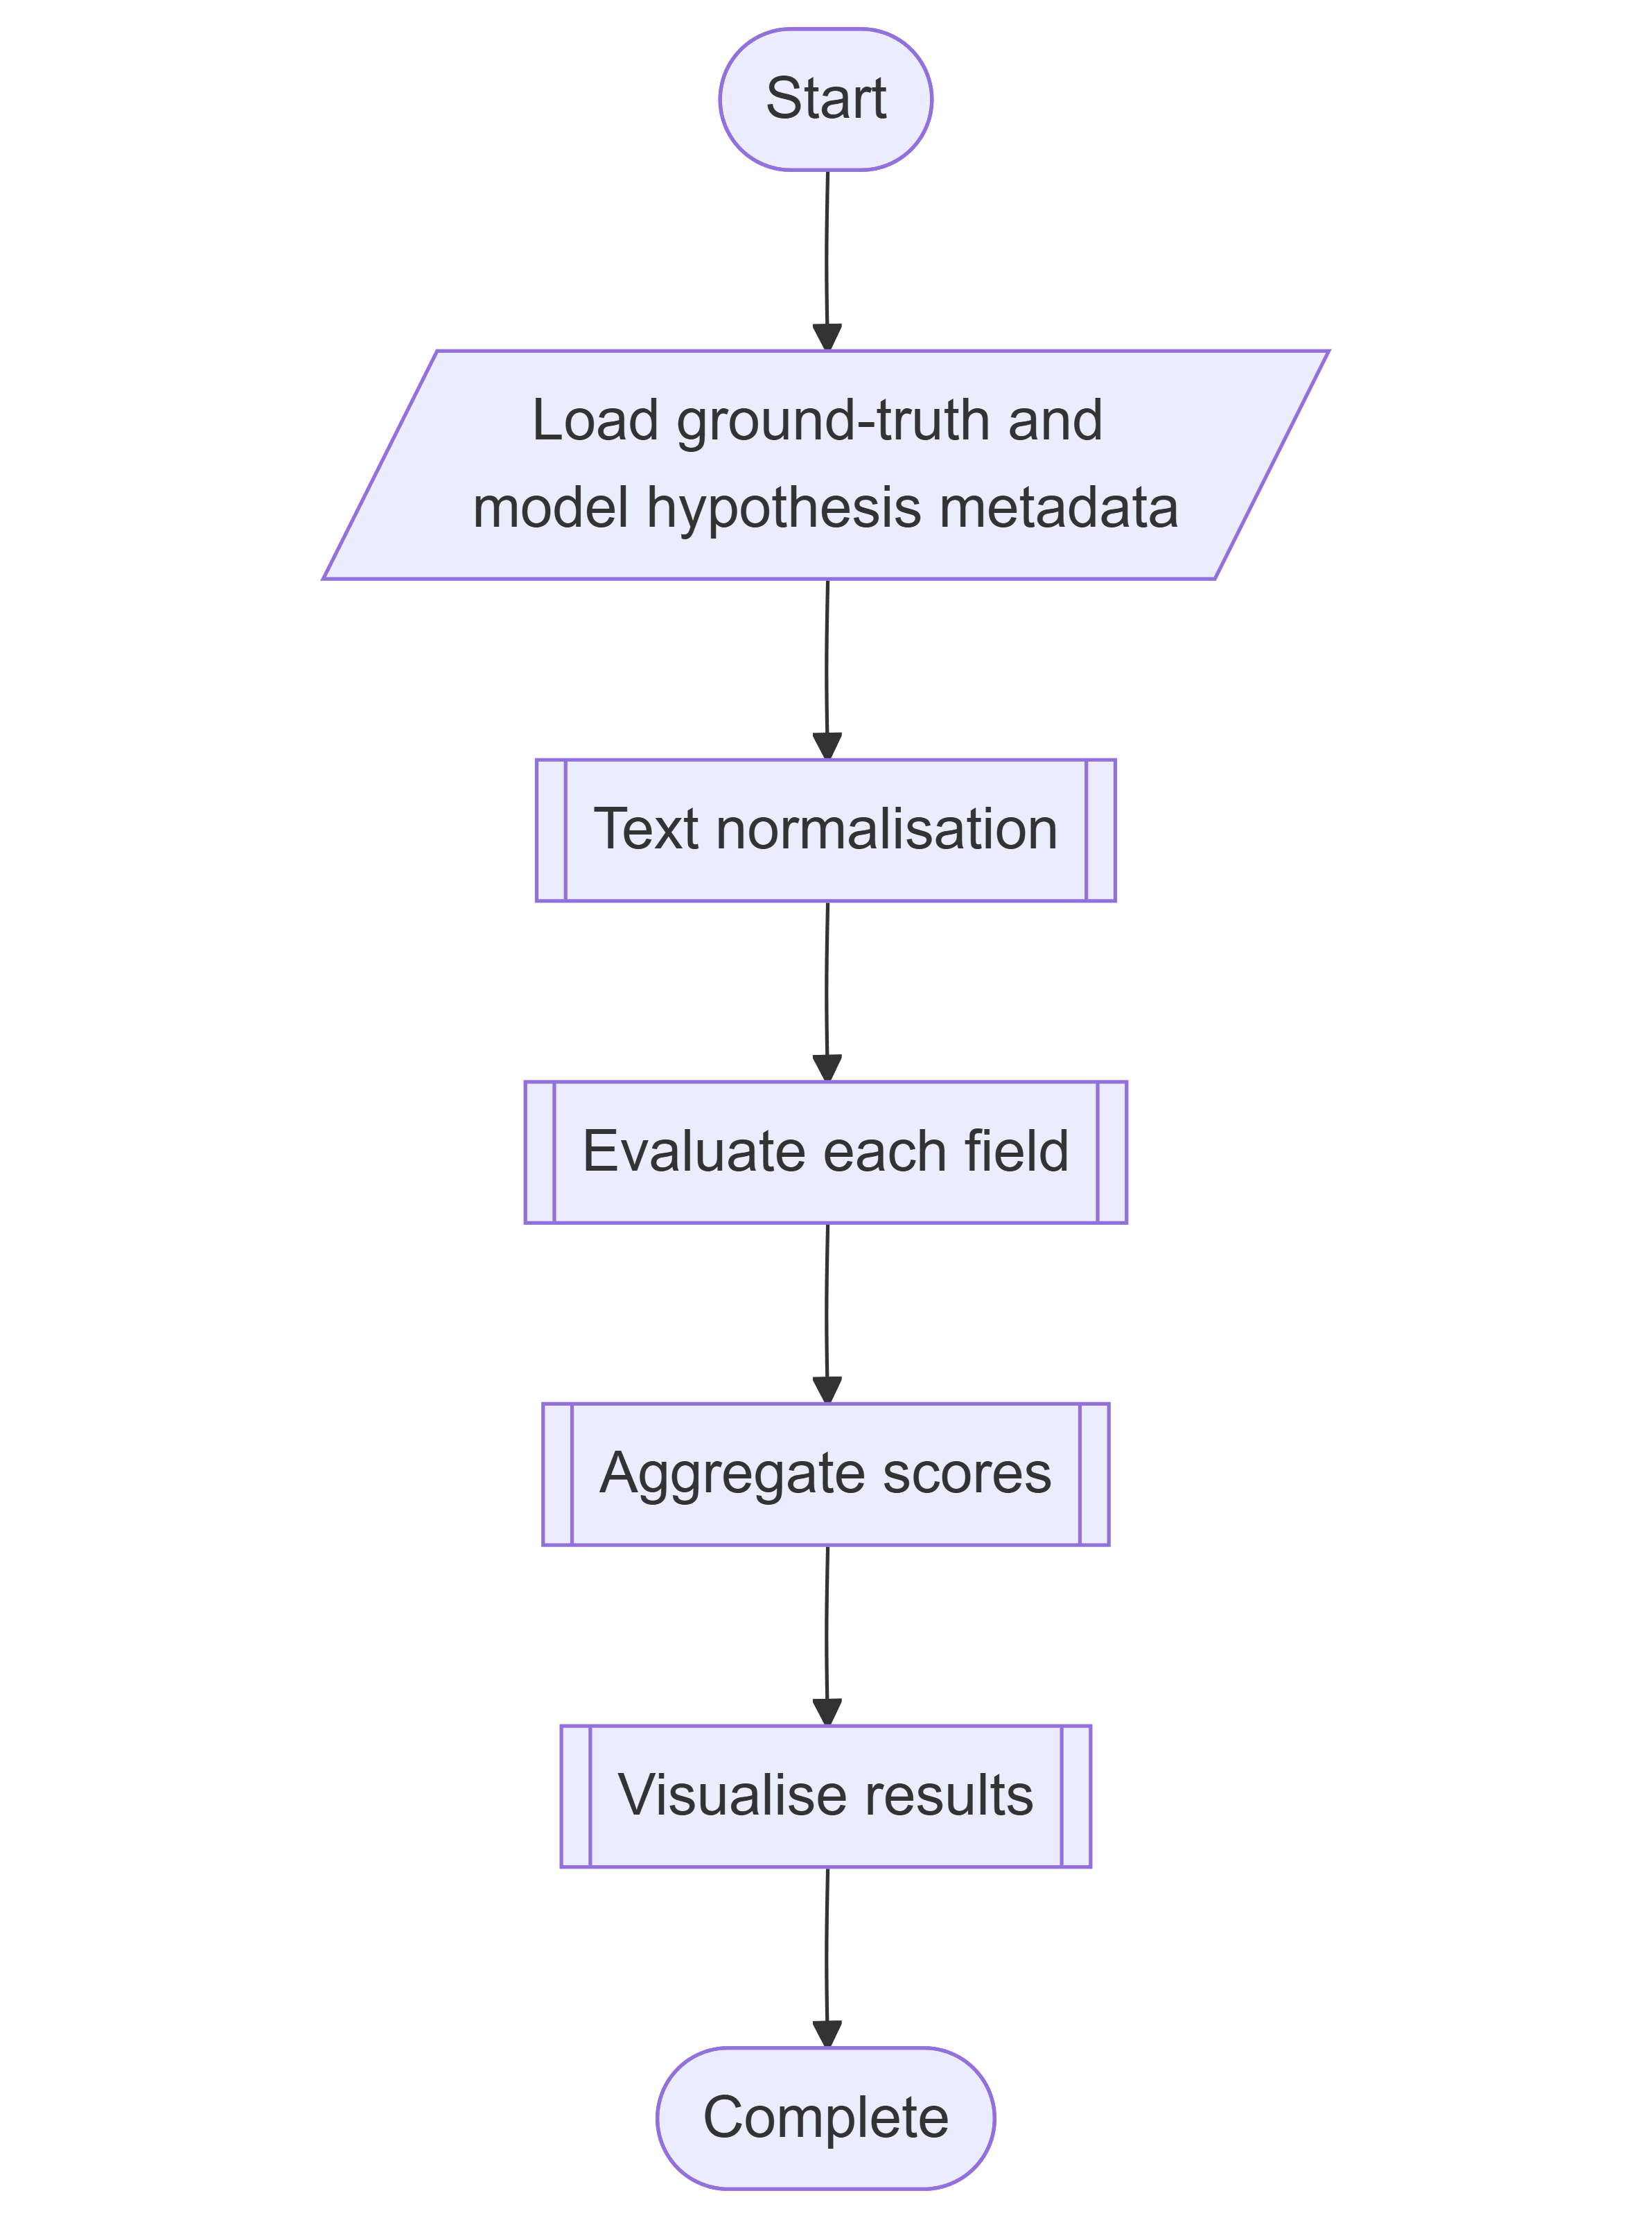 Start
Load ground-truth and
model hypothesis metadata
Text normalisation
Evaluate each field
Aggregate scores
Visualise results
Complete